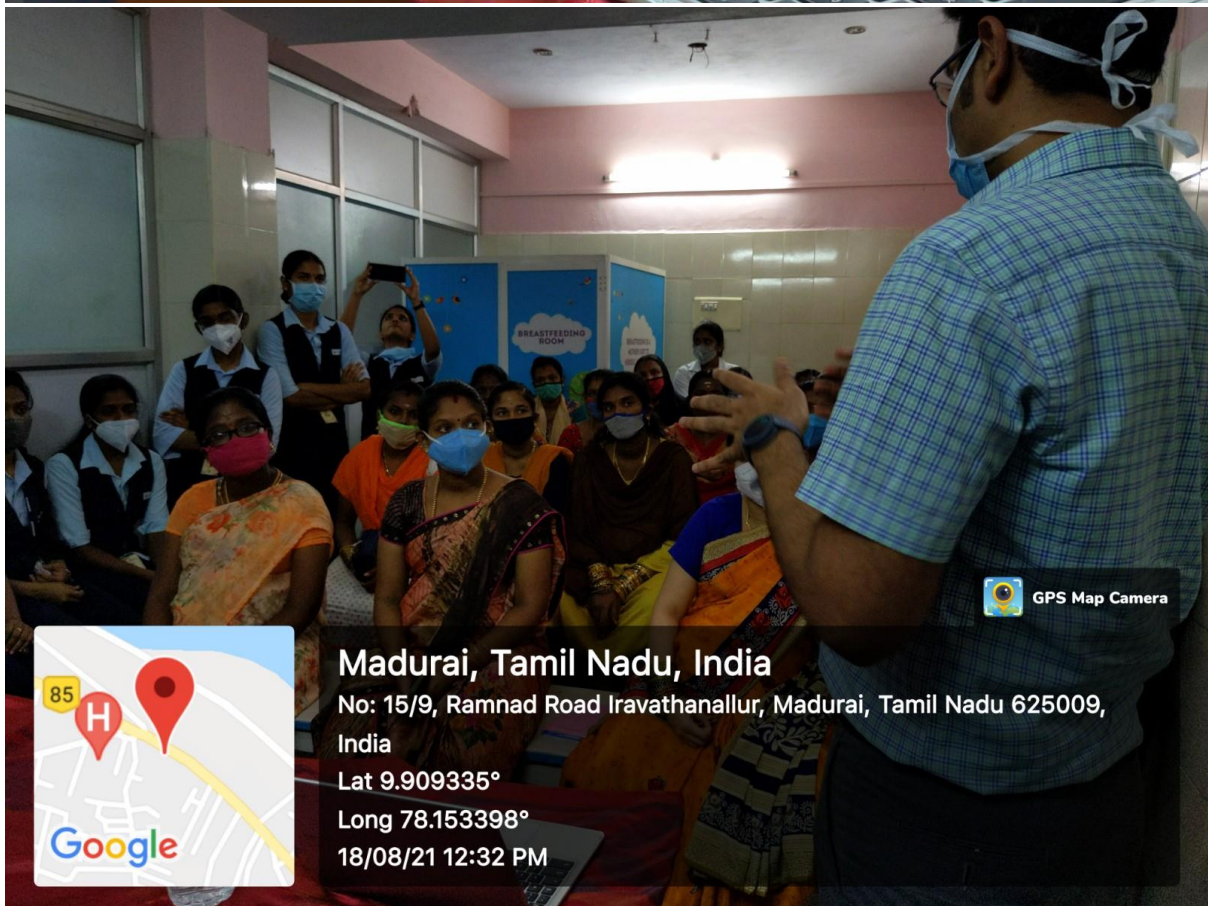 BREASTFEEDING
ROOM
GPS Map Camera
85
H
Google
Madurai, Tamil Nadu, India
No: 15/9, Ramnad Road Iravathanallur, Madurai, Tamil Nadu 625009,
India
Lat 9.909335°
Long 78.153398°
18/08/21 12:32 PM